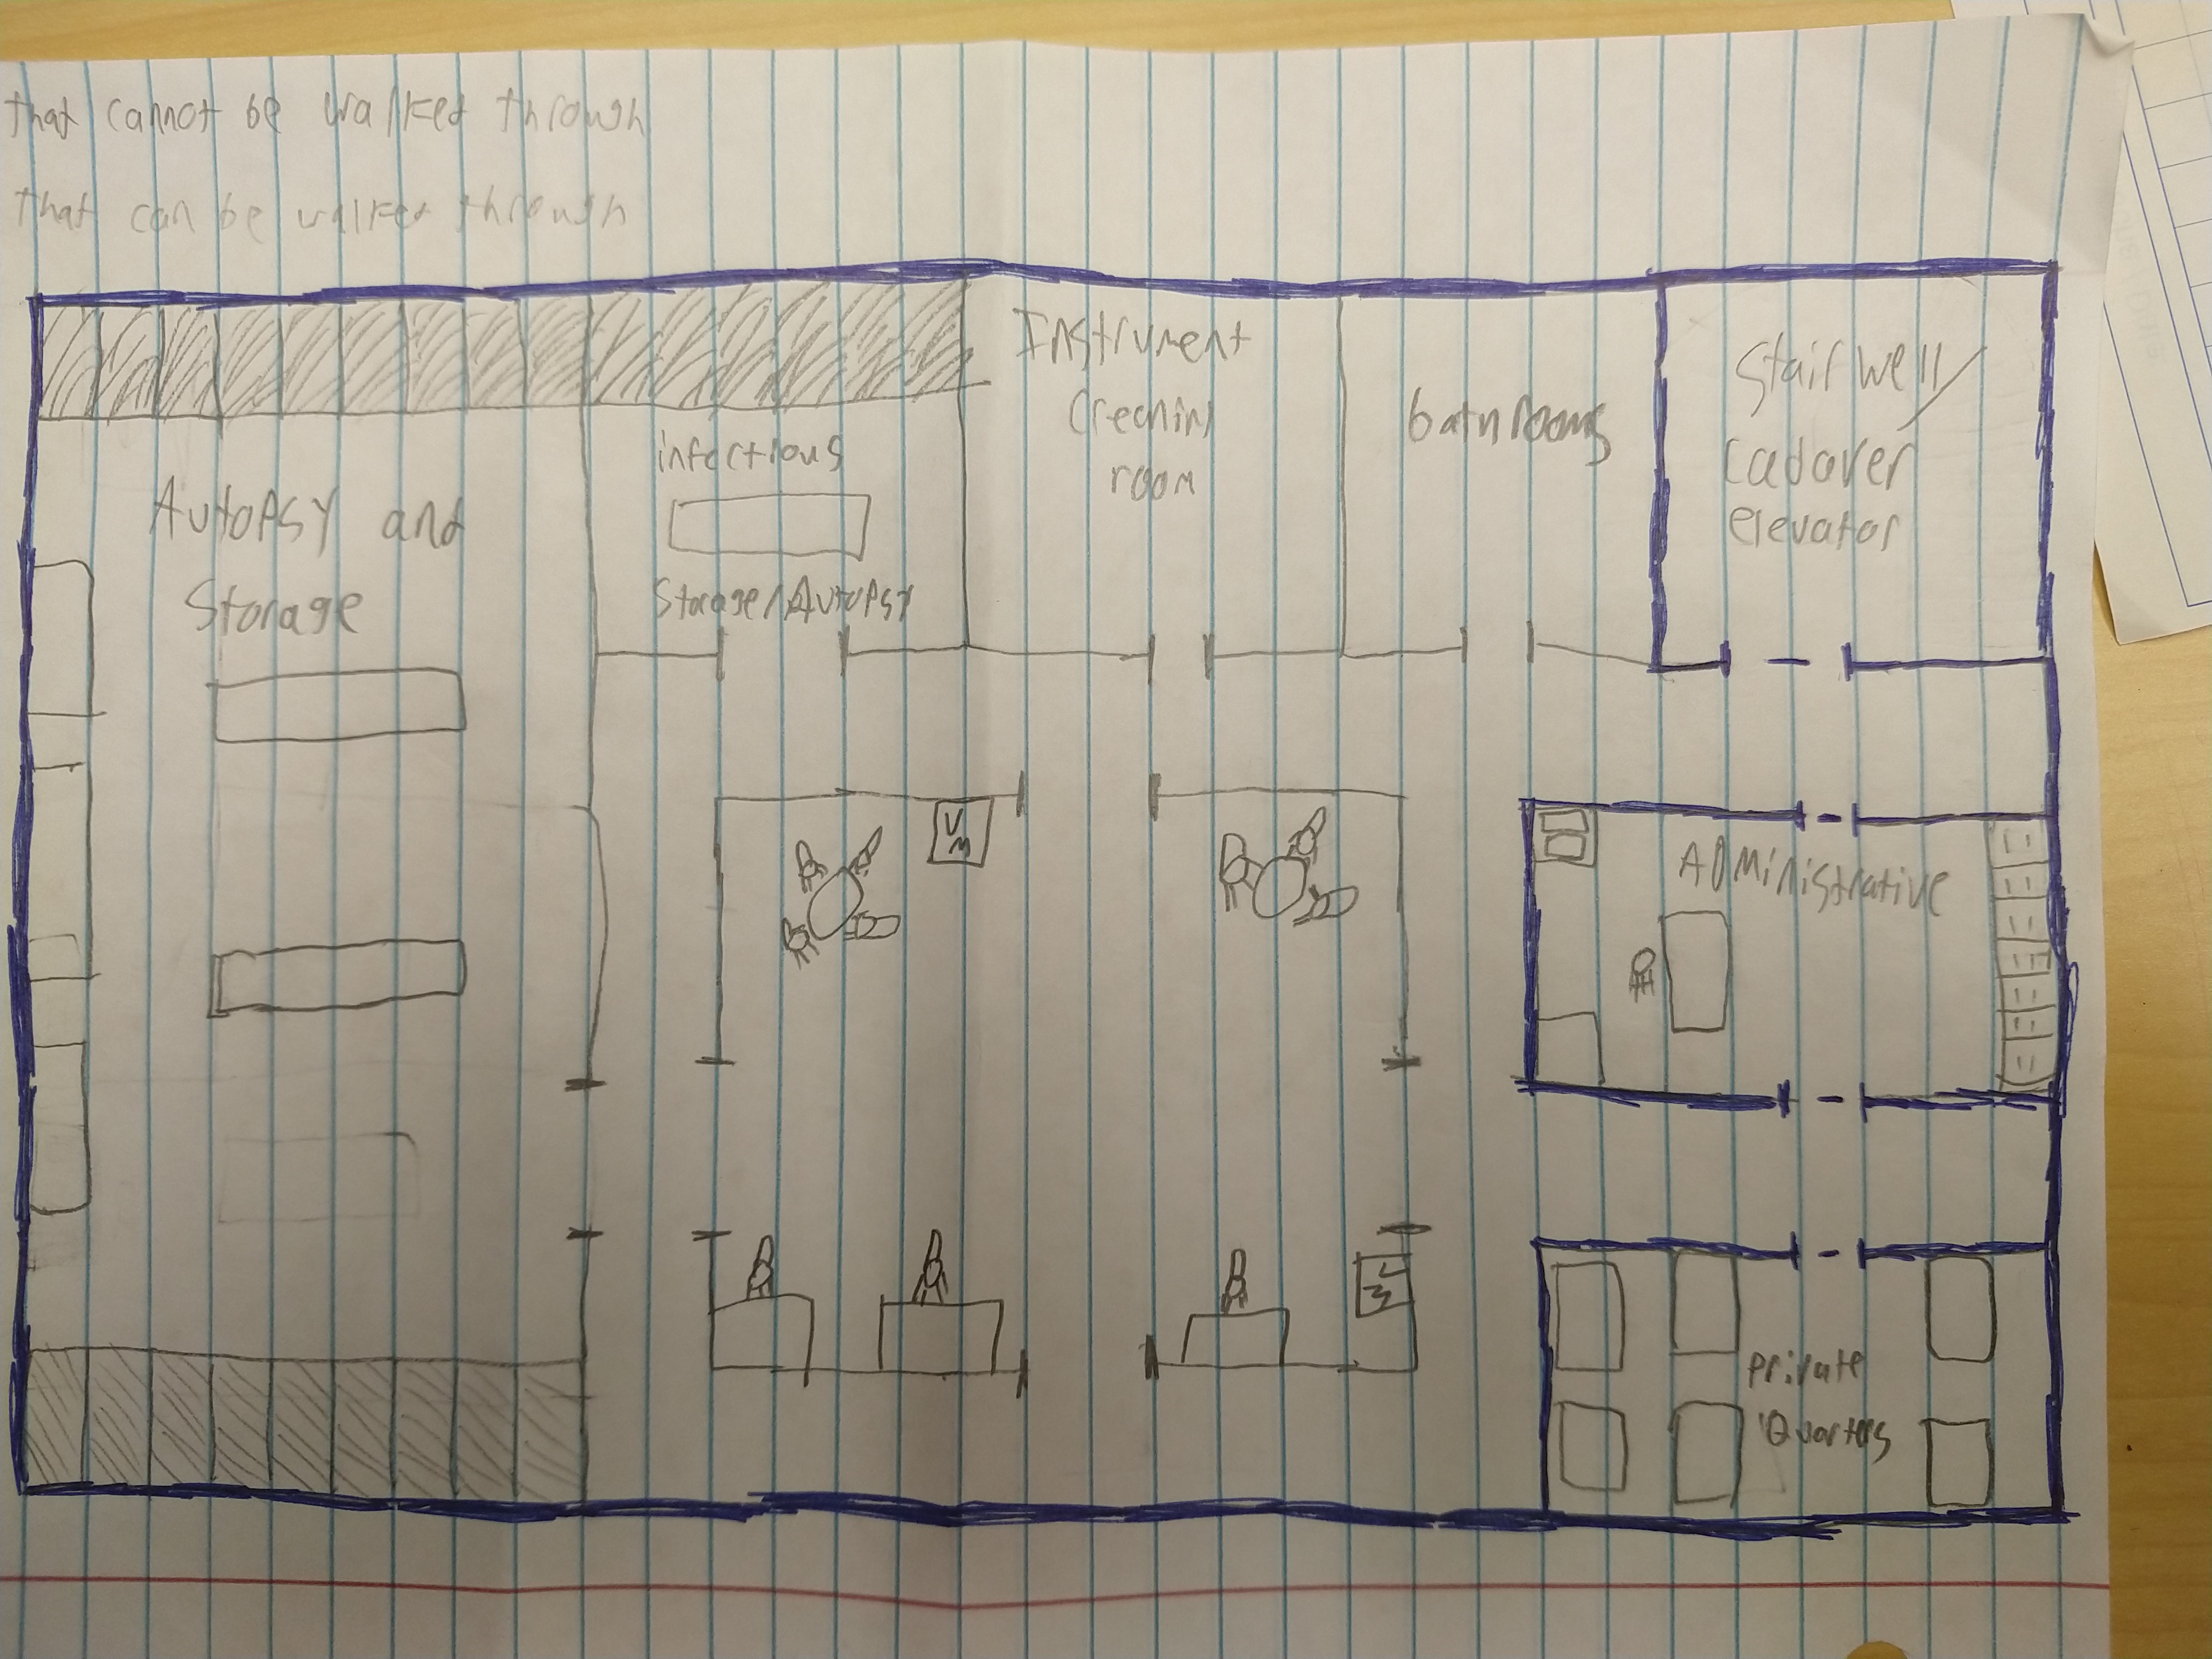 that cannot be walked through
that can be walked through
Autopsy and
Storage
infectious
Storage/Autopsy
Instrument
Cleaning
room
bathrooms
Stairwell/
Cadaver
elevator
Administrative
Private
Quarters
VM